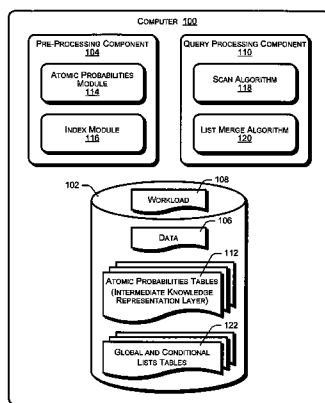 COMPUTER 100
PRE-PROCESSING COMPONENT
104
ATOMIC PROBABILITIES
MODULE
114
INDEX MODULE
116
QUERY PROCESSING COMPONENT
110
SCAN ALGORITHM
118
LIST MERGE ALGORITHM
120
102
108
WORKLOAD
106
DATA
112
ATOMIC PROBABILITIES TABLES
(INTERMEDIATE KNOWLEDGE
REPRESENTATION LAYER)
122
GLOBAL AND CONDITIONAL
LISTS TABLES